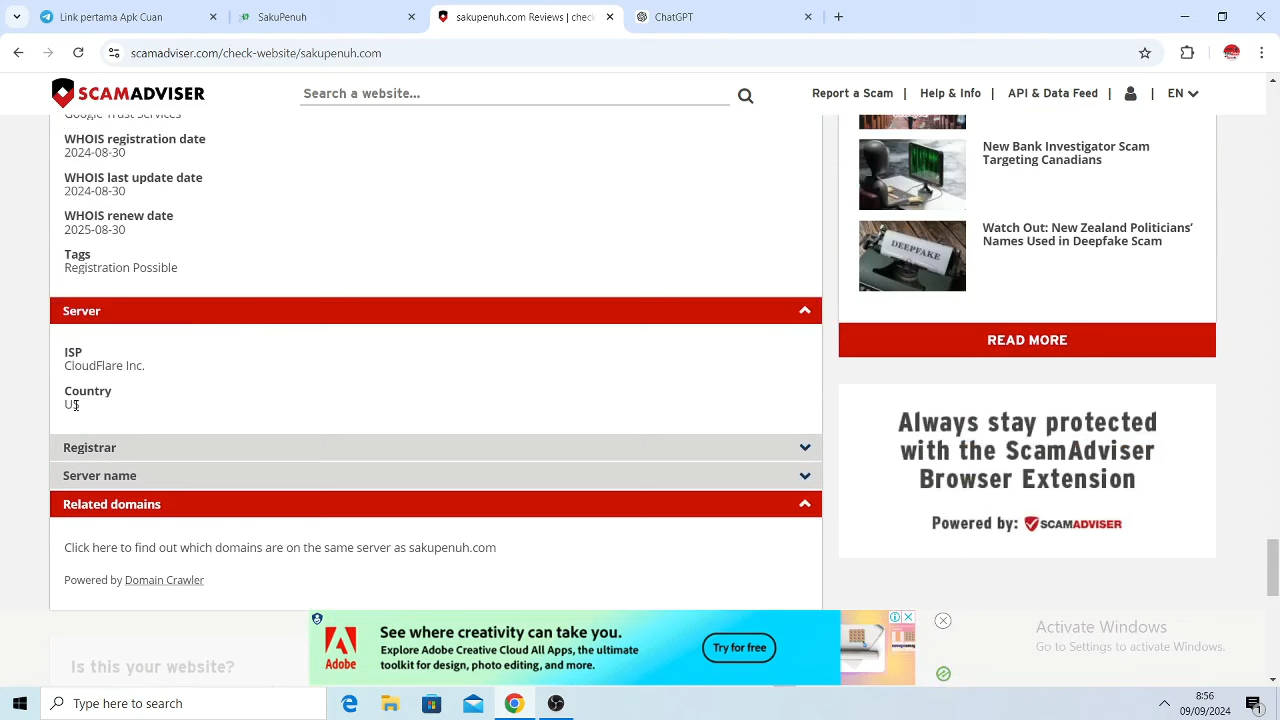 Link
Sakupenuh
Sakupenuh Reviews | check
ChatGPT
scamadviser.com/check-website/sakupenuh.com
SCAMADVISER
Search a website...
Report a Scam | Help & Info | API & Data Feed | | EN
Google Trust Services
WHOIS registration date
2024-08-30
WHOIS last update date
2024-08-30
WHOIS renew date
2025-08-30
Tags
Registration Possible
Server
ISP
CloudFlare Inc.
Country
US
Registrar
Server name
Related domains
Click here to find out which domains are on the same server as sakupenuh.com
Powered by Domain Crawler
Is this your website?
New Bank Investigator Scam
Targeting Canadians
DEEPFAKE
Watch Out: New Zealand Politicians'
Names Used in Deepfake Scam
READ MORE
Always stay protected
with the ScamAdviser
Browser Extension
Powered by: SCAMADVISER
Adobe
See where creativity can take you.
Explore Adobe Creative Cloud All Apps, the ultimate
toolkit for design, photo editing, and more.
Try for free
Activate Windows
Go to Settings to activate Windows.
Type here to search
8:56
09/09/2024